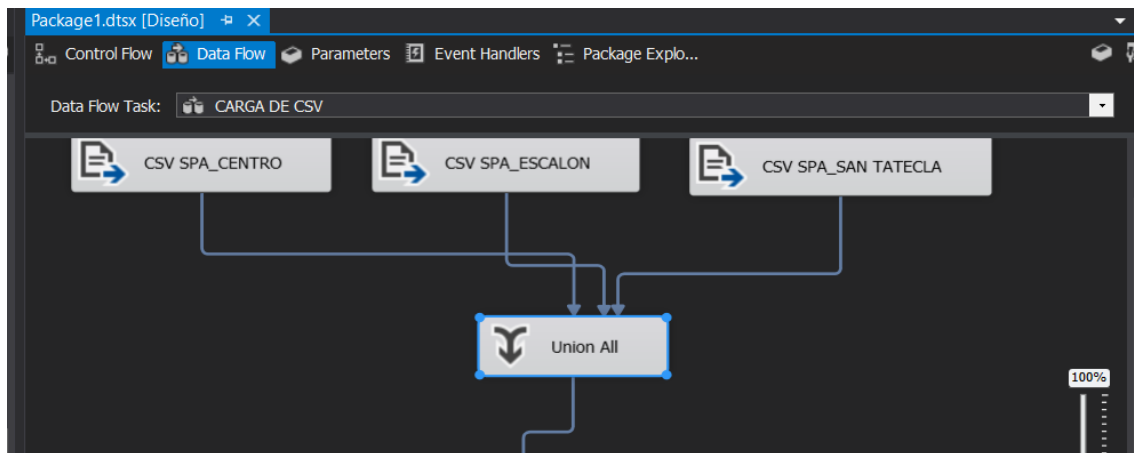 Package1.dtsx [Diseño]
Control Flow Data Flow Parameters Event Handlers Package Explo...
Data Flow Task: CARGA DE CSV
CSV SPA_CENTRO CSV SPA_ESCALON CSV SPA_SAN TATECLA
Union All
100%